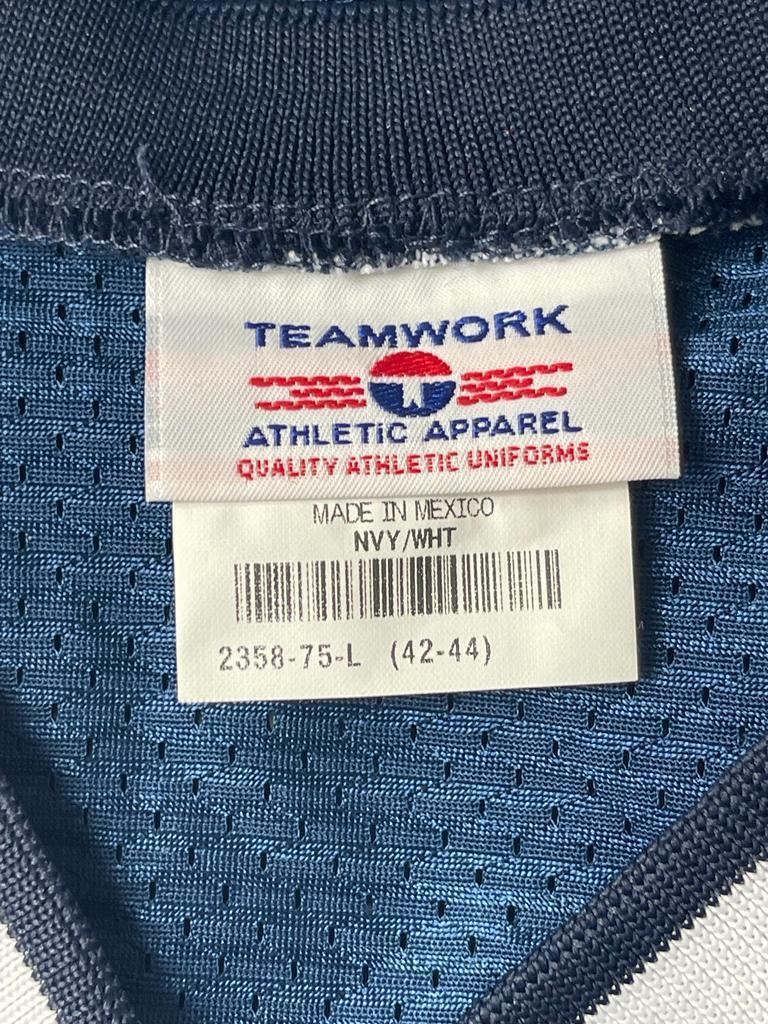 TEAMWORK
W
ATHLETiC APPAREL
QUALITY ATHLETIC UNIFORMS
MADE IN MEXICO
NVY/WHT
2358-75-L (42-44)